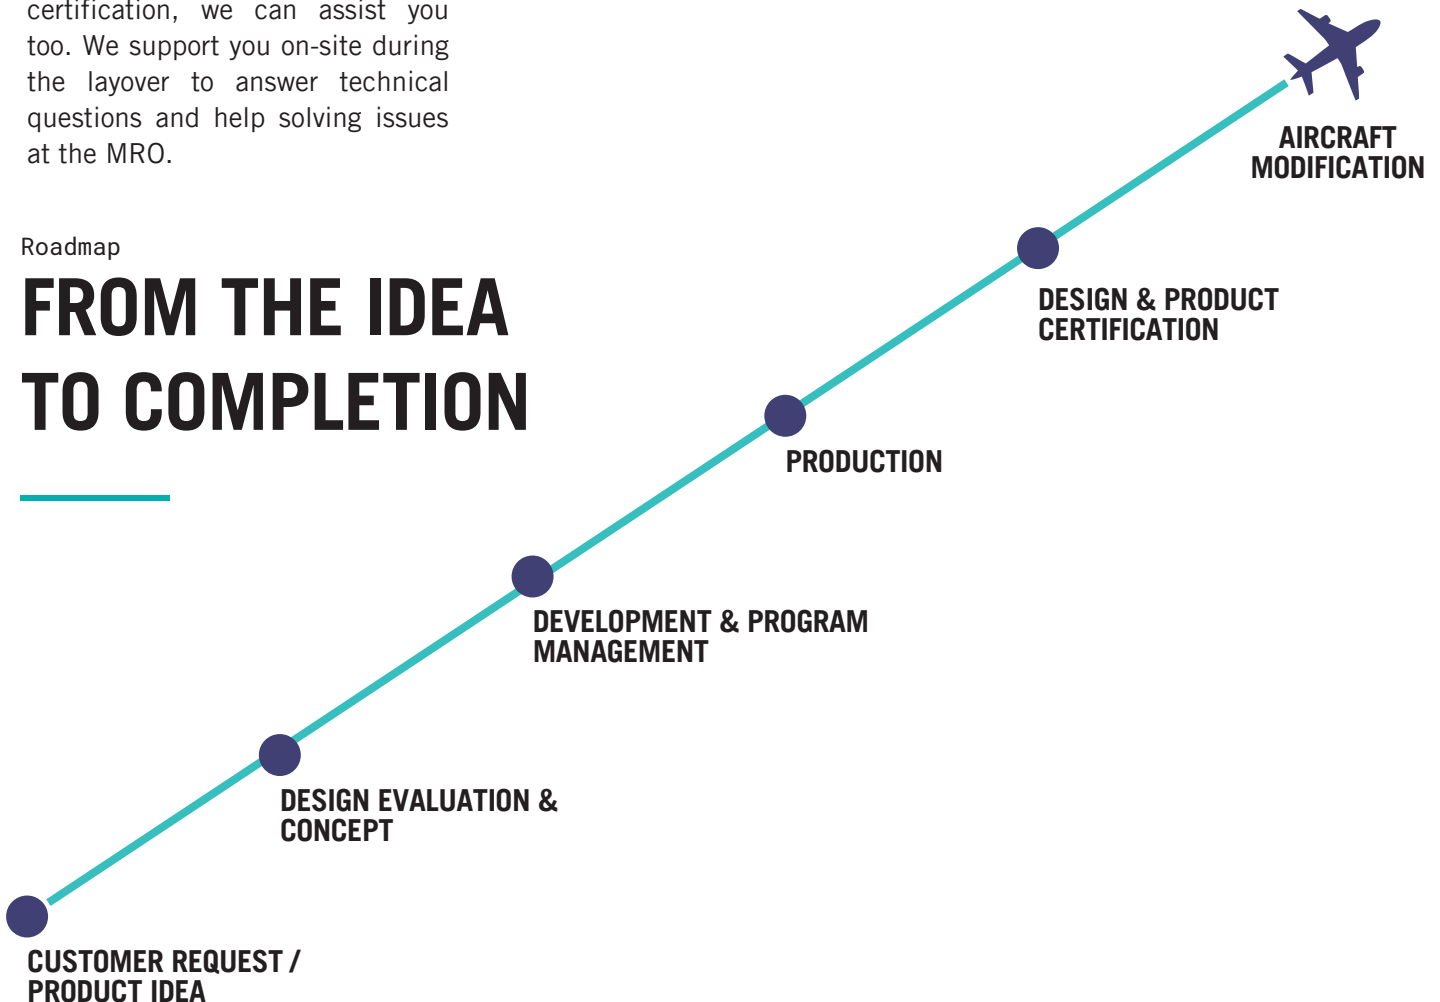 certification, we can assist you
too. We support you on-site during
the layover to answer technical
questions and help solving issues
at the MRO.
Roadmap
FROM THE IDEA
TO COMPLETION
AIRCRAFT
MODIFICATION
DESIGN & PRODUCT
CERTIFICATION
PRODUCTION
DEVELOPMENT & PROGRAM
MANAGEMENT
DESIGN EVALUATION &
CONCEPT
CUSTOMER REQUEST /
PRODUCT IDEA